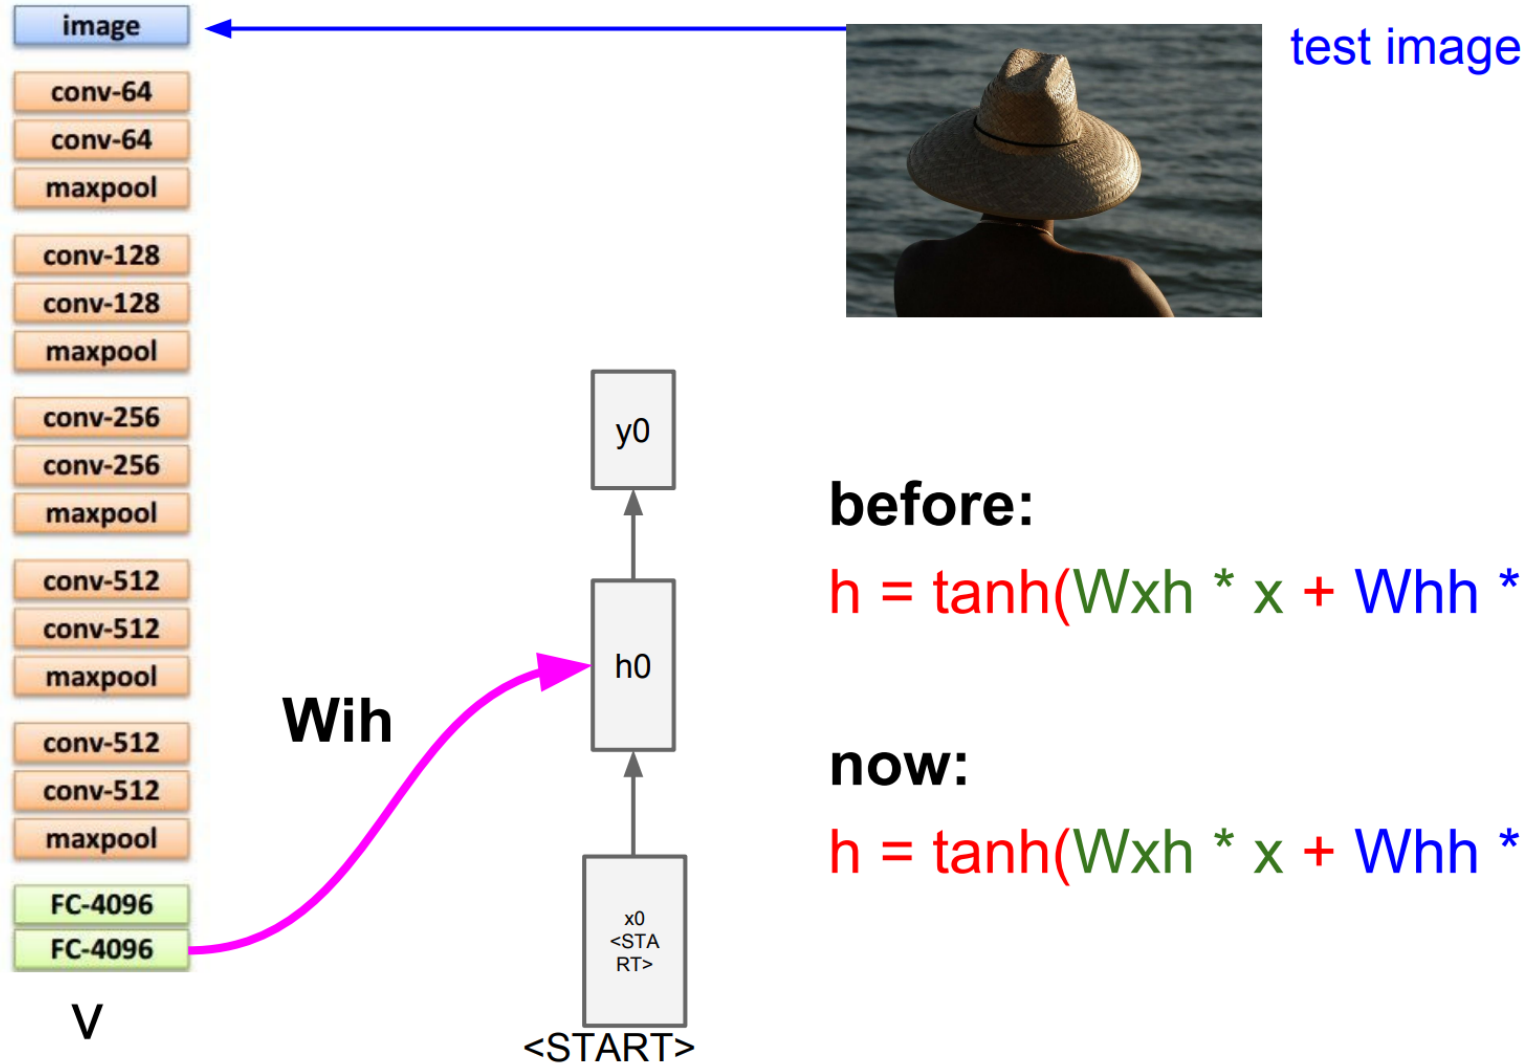 image
test image
conv-64
conv-64
maxpool
conv-128
conv-128
maxpool
conv-256
conv-256
maxpool
conv-512
conv-512
maxpool
conv-512
conv-512
maxpool
FC-4096
FC-4096
v
Wih
y0
h0
x0
<STA
RT>
<START>
before:
h = tanh(Wxh * x + Whh *
now:
h = tanh(Wxh * x + Whh *